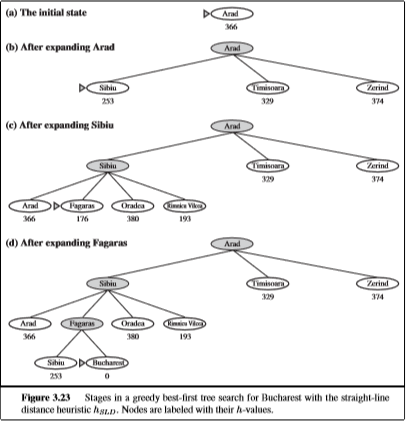 (a) The initial state
Arad
366
(b) After expanding Arad
Arad
Sibiu
Timisoara
Zerind
253
329
374
(c) After expanding Sibiu
Arad
Sibiu
Timisoara
Zerind
329
374
Arad
Fagaras
Oradea
Rimnicu Vilcea
366
176
380
193
(d) After expanding Fagaras
Arad
Sibiu
Timisoara
Zerind
329
374
Arad
Fagaras
Oradea
Rimnicu Vilcea
366
380
193
Sibiu
Bucharest
253
0
Figure 3.23 Stages in a greedy best-first tree search for Bucharest with the straight-line
distance heuristic hSLD. Nodes are labeled with their h-values.